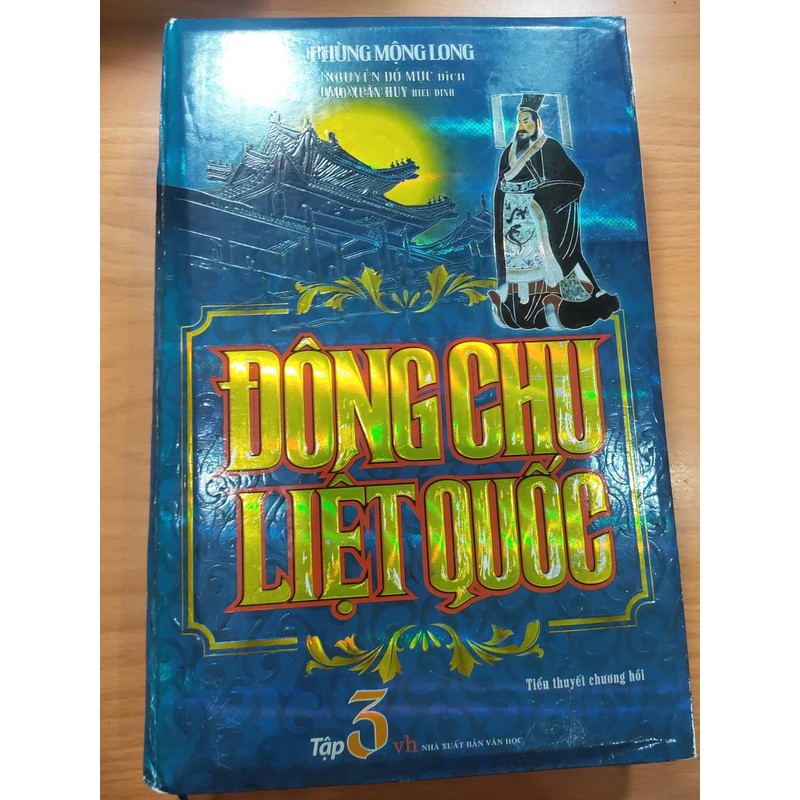 PHÙNG MỘNG LONG
NGUYỄN ĐỖ MỤC DỊCH
CAO XUÂN HUY HIỆU ĐÍNH
ĐÔNG CHU
LIỆT QUỐC
Tiểu thuyết chương hồi
Tập 3
vh NHÀ XUẤT BẢN VĂN HỌC